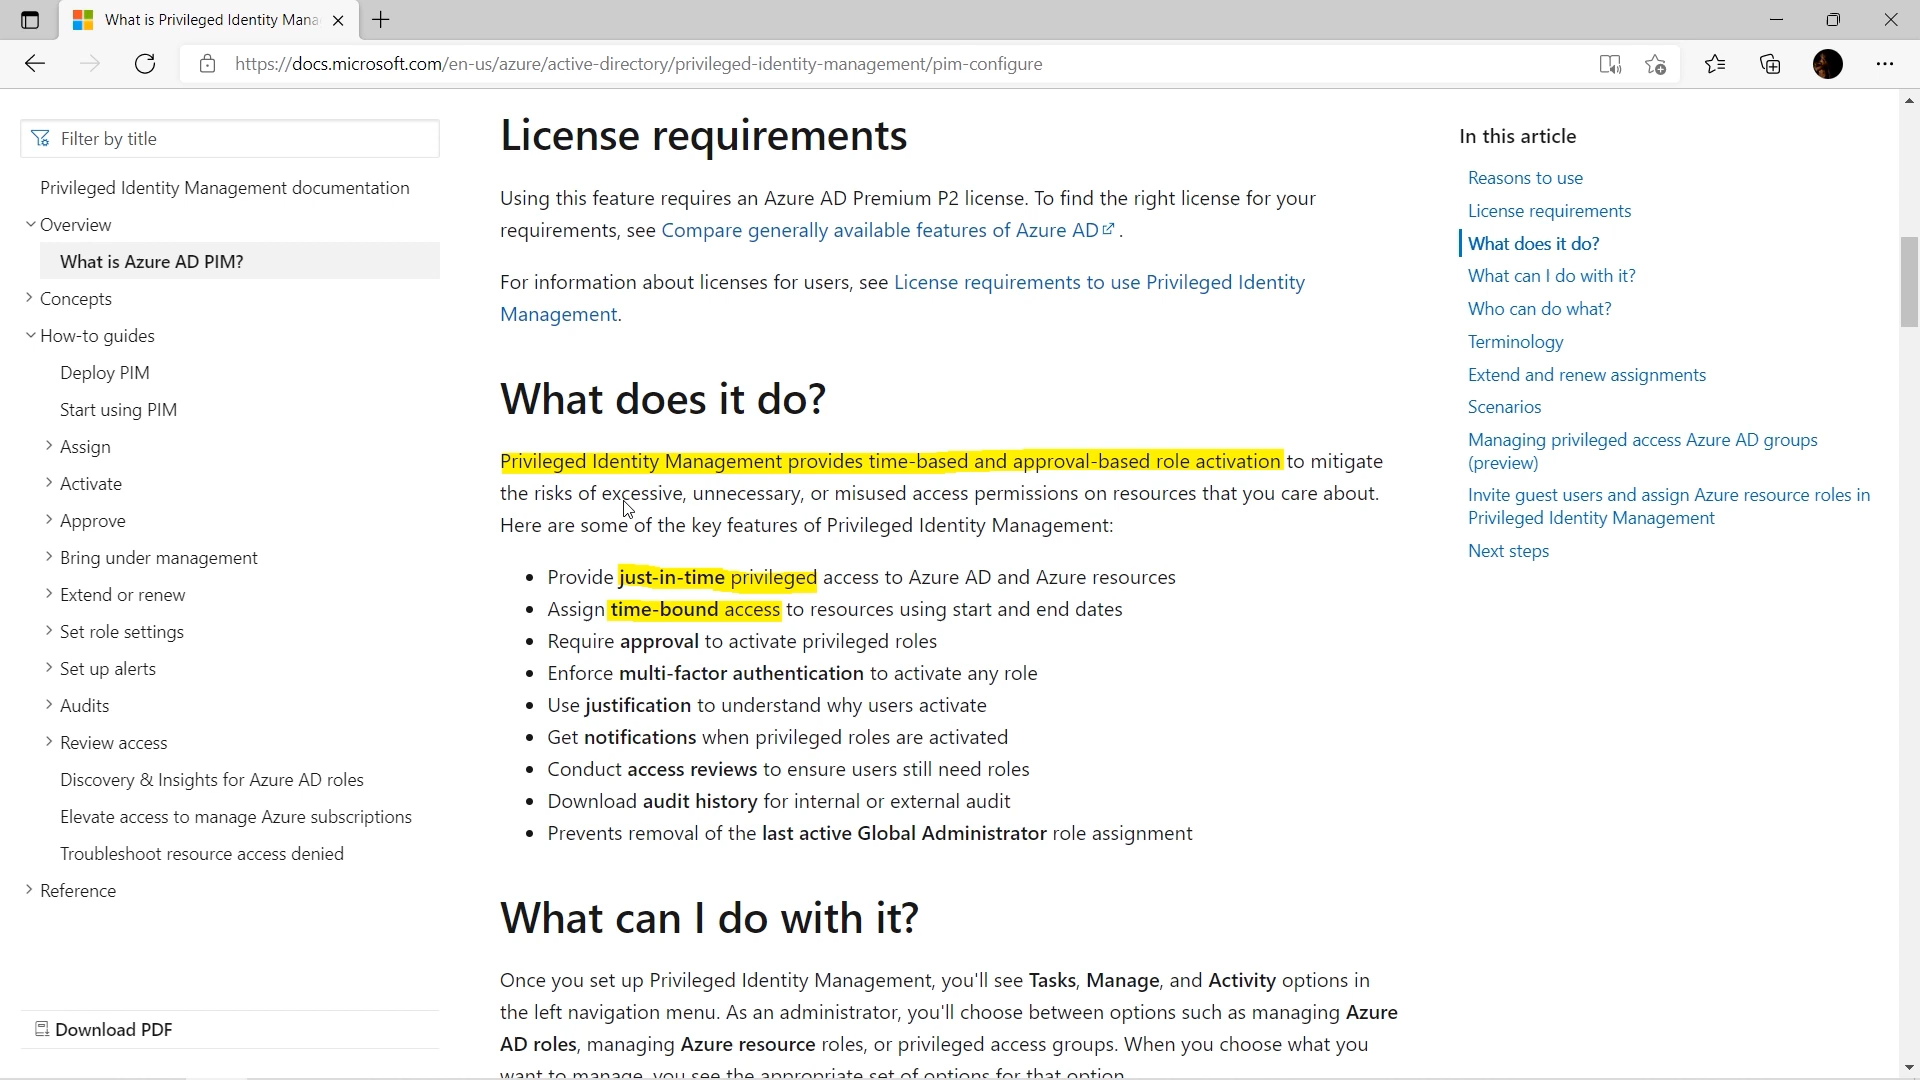 What is Privileged Identity Mana
https://docs.microsoft.com/en-us/azure/active-directory/privileged-identity-management/pim-configure
Filter by title
Privileged Identity Management documentation
Overview
What is Azure AD PIM?
Concepts
How-to guides
Deploy PIM
Start using PIM
Assign
Activate
Approve
Bring under management
Extend or renew
Set role settings
Set up alerts
Audits
Review access
Discovery & Insights for Azure AD roles
Elevate access to manage Azure subscriptions
Troubleshoot resource access denied
Reference
Download PDF
License requirements
Using this feature requires an Azure AD Premium P2 license. To find the right license for your
requirements, see Compare generally available features of Azure AD.
For information about licenses for users, see License requirements to use Privileged Identity
Management.
What does it do?
Privileged Identity Management provides time-based and approval-based role activation to mitigate
the risks of excessive, unnecessary, or misused access permissions on resources that you care about.
Here are some of the key features of Privileged Identity Management:
• Provide just-in-time privileged access to Azure AD and Azure resources
• Assign time-bound access to resources using start and end dates
• Require approval to activate privileged roles
• Enforce multi-factor authentication to activate any role
• Use justification to understand why users activate
• Get notifications when privileged roles are activated
• Conduct access reviews to ensure users still need roles
• Download audit history for internal or external audit
• Prevents removal of the last active Global Administrator role assignment
What can I do with it?
Once you set up Privileged Identity Management, you'll see Tasks, Manage, and Activity options in
the left navigation menu. As an administrator, you'll choose between options such as managing Azure
AD roles, managing Azure resource roles, or privileged access groups. When you choose what you
want to manage, you see the appropriate set of options for that option.
In this article
Reasons to use
License requirements
What does it do?
What can I do with it?
Who can do what?
Terminology
Extend and renew assignments
Scenarios
Managing privileged access Azure AD groups
(preview)
Invite guest users and assign Azure resource roles in
Privileged Identity Management
Next steps